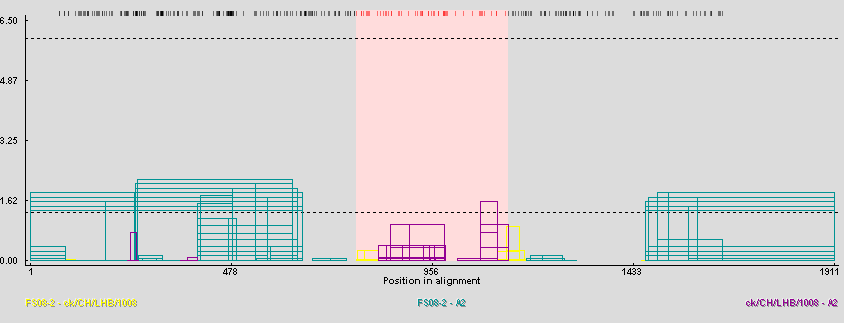 6.50
4.87
3.25
1.62
0.00
1 478 956 1433 1911
Position in alignment
FS08-2 - ck/CH/LHB/1008 FS08-2 - A2 ck/CH/LHB/1008 - A2